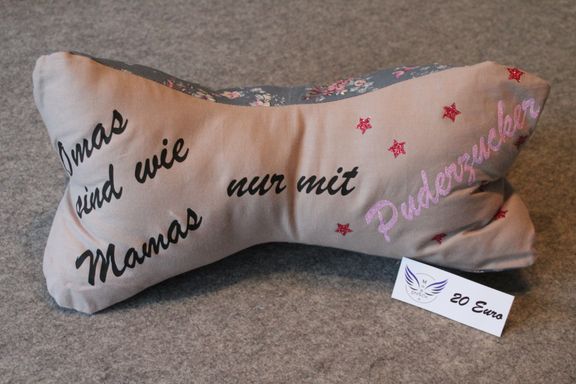 Omas
sind wie
Mamas
nur mit
Puderzucker
20 Euro